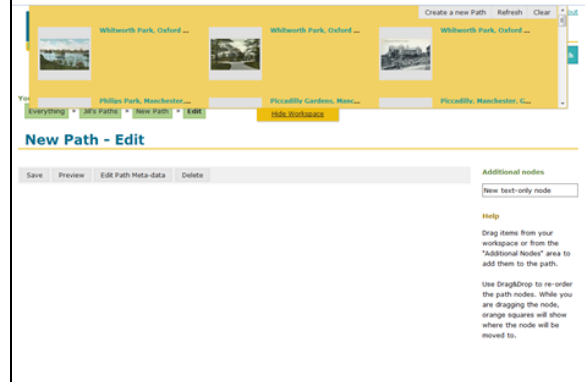 Create a new Path Refresh Clear
Whitworth Park, Oxford ... Whitworth Park, Oxford ... Whitworth Park, Oxford ...
Philips Park, Manchester,... Piccadilly Gardens, Manc... Piccadilly, Manchester, G...
Everything Jill's Paths New Path Edit Hide Workspace
New Path - Edit
Save Preview Edit Path Meta-data Delete
Additional nodes
New text-only node
Help
Drag items from your
workspace or from the
"Additional Nodes" area to
add them to the path.
Use Drag&Drop to re-order
the path nodes. While you
are dragging the node,
orange squares will show
where the node will be
moved to.